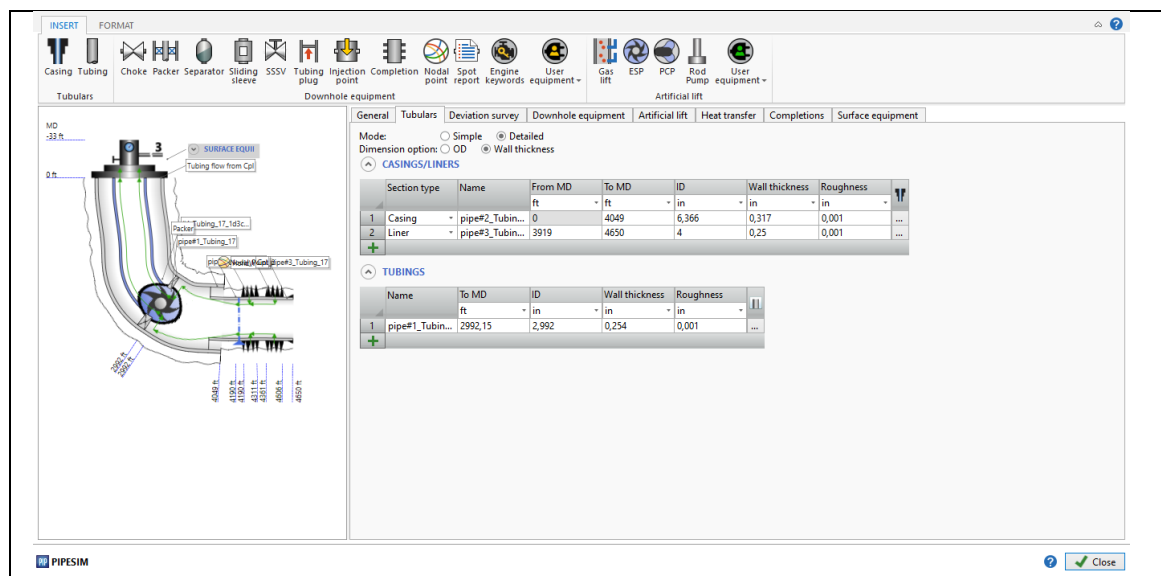 INSERT FORMAT
Casing Tubing Choke Packer Separator Sliding sleeve SSSV Tubing plug Injection point Completion Nodal point Spot report Engine keywords User equipment Gas lift ESP PCP Rod Pump User equipment
Tubulars Downhole equipment Artificial lift
General Tubulars Deviation survey Downhole equipment Artificial lift Heat transfer Completions Surface equipment
MD
-33 ft
3
SURFACE EQUII
Tubing flow from Cpl
0 ft
Tubing_17_1d3c...
Packer
pipe#1_Tubing_17
pipe#3_Tubing_17
2992 ft
2992 ft
4049 ft
4190 ft
4190 ft
4311 ft
4361 ft
4606 ft
4650 ft
Mode: Simple Detailed
Dimension option: OD Wall thickness
CASINGS/LINERS
Section type Name From MD To MD ID Wall thickness Roughness
ft ft in in in
1 Casing pipe#2_Tubin... 0 4049 6,366 0,317 0,001 ...
2 Liner pipe#3_Tubin... 3919 4650 4 0,25 0,001 ...
TUBINGS
Name To MD ID Wall thickness Roughness
ft in in in
1 pipe#1_Tubin... 2992,15 2,992 0,254 0,001 ...
PIPESIM
Close